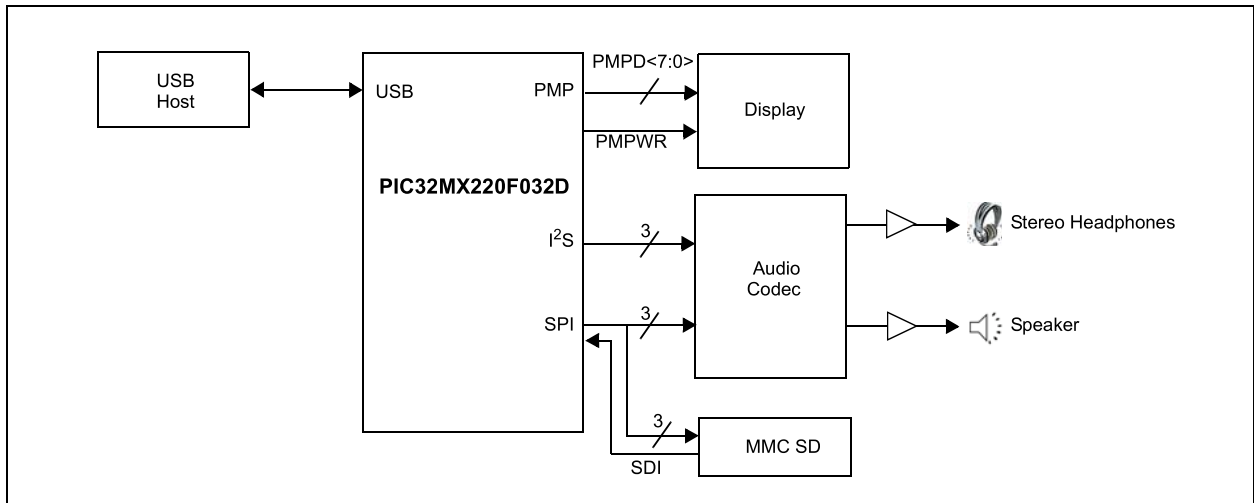 USB
Host
USB
PMP
PMPD<7:0>
PMPWR
Display
PIC32MX220F032D
I²S
3
Audio
Codec
Stereo Headphones
SPI
3
Speaker
3
SDI
MMC SD